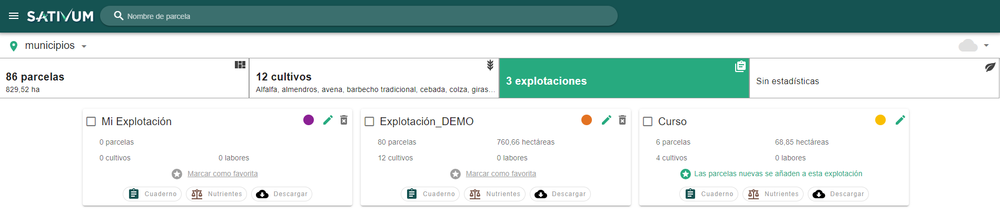 SATIVUM
Nombre de parcela
municipios
86 parcelas
829,52 ha
12 cultivos
Alfalfa, almendros, avena, barbecho tradicional, cebada, colza, giras...
3 explotaciones
Sin estadísticas
Mi Explotación
0 parcelas
0 cultivos
0 labores
Marcar como favorita
Cuaderno
Nutrientes
Descargar
Explotación_DEMO
80 parcelas
760,66 hectáreas
12 cultivos
0 labores
Marcar como favorita
Cuaderno
Nutrientes
Descargar
Curso
6 parcelas
68,85 hectáreas
4 cultivos
0 labores
Las parcelas nuevas se añaden a esta explotación
Cuaderno
Nutrientes
Descargar